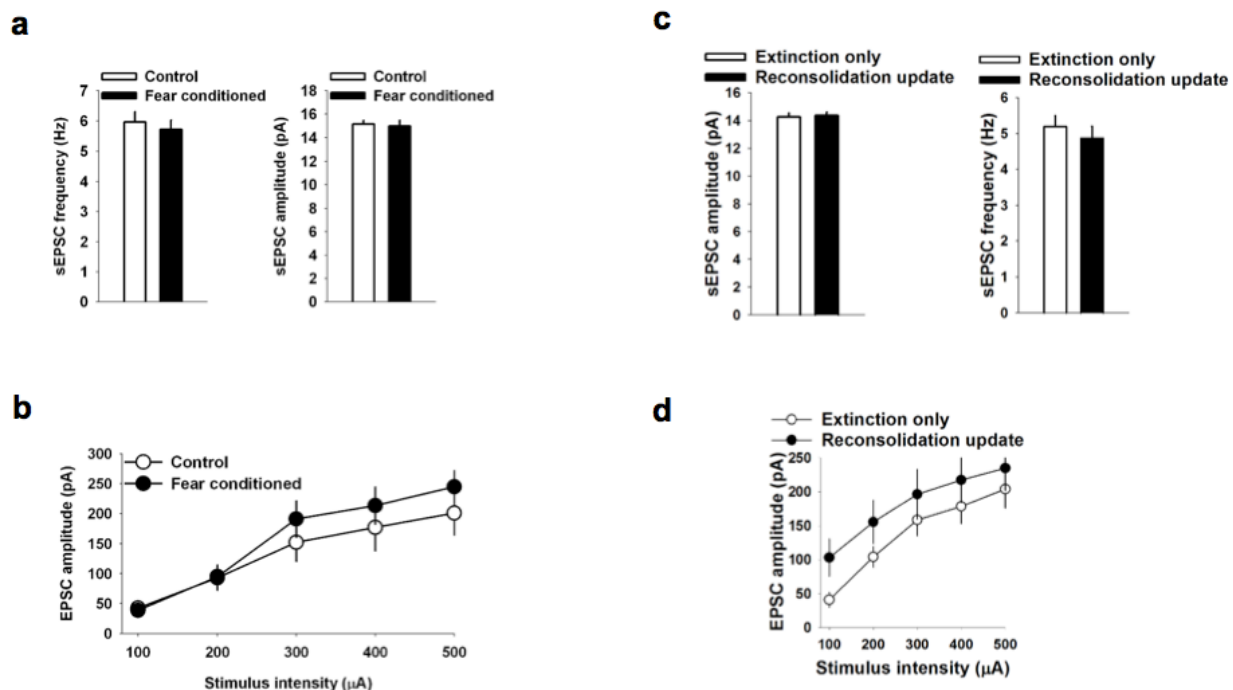 a
Control
Fear conditioned
sEPSC frequency (Hz)
7
6
5
4
3
2
1
0
Control
Fear conditioned
sEPSC amplitude (pA)
18
16
14
12
10
8
6
4
2
0
c
Extinction only
Reconsolidation update
sEPSC amplitude (pA)
16
14
12
10
8
6
4
2
0
Extinction only
Reconsolidation update
sEPSC frequency (Hz)
6
5
4
3
2
1
0
b
Control
Fear conditioned
EPSC amplitude (pA)
300
250
200
150
100
50
0
100 200 300 400 500
Stimulus intensity (μA)
d
Extinction only
Reconsolidation update
EPSC amplitude (pA)
250
200
150
100
50
0
100 200 300 400 500
Stimulus intensity (μA)